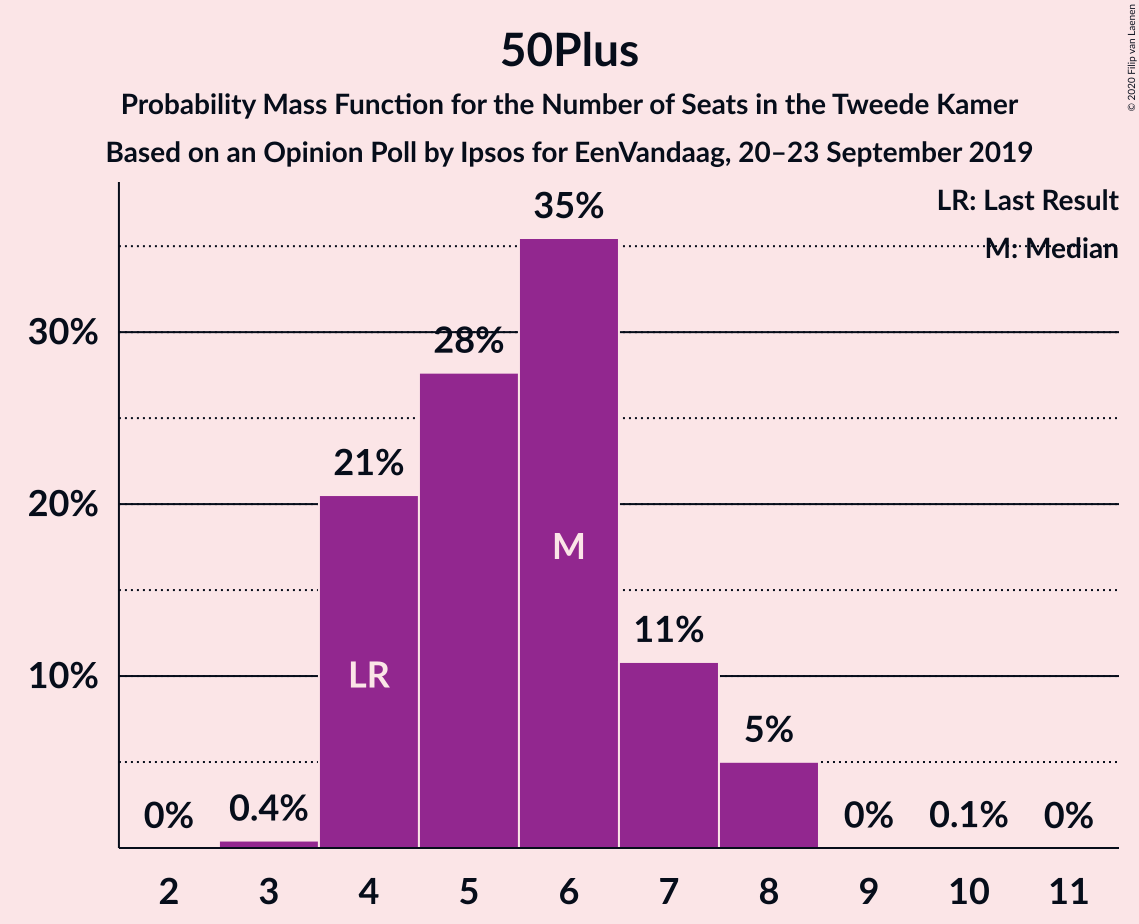 50Plus
Probability Mass Function for the Number of Seats in the Tweede Kamer
Based on an Opinion Poll by Ipsos for EenVandaag, 20–23 September 2019
© 2020 Filip van Laenen
LR: Last Result
M: Median
35%
30%
28%
21%
20%
M
11%
10%
LR
5%
0%
0.4%
0%
0.1%
0%
2 3 4 5 6 7 8 9 10 11